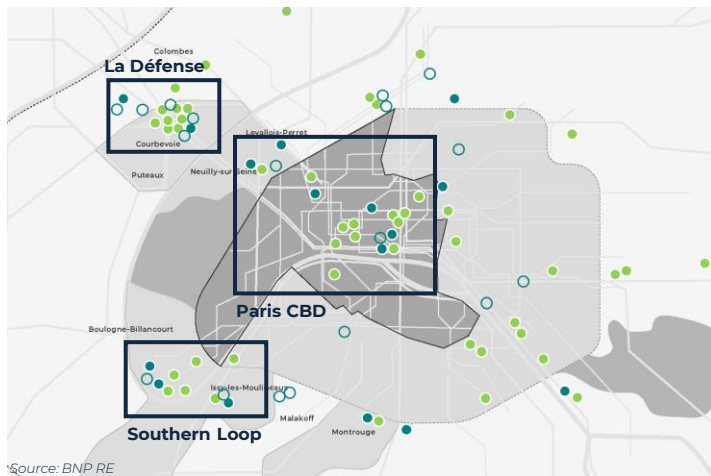 Colombes
La Défense
Levallois-Perret
Courbevoie
Neuilly-sur-Seine
Puteaux
Paris CBD
Boulogne-Billancourt
Issy-les-Moulineaux
Malakoff
Southern Loop
Montrouge
Source: BNP RE